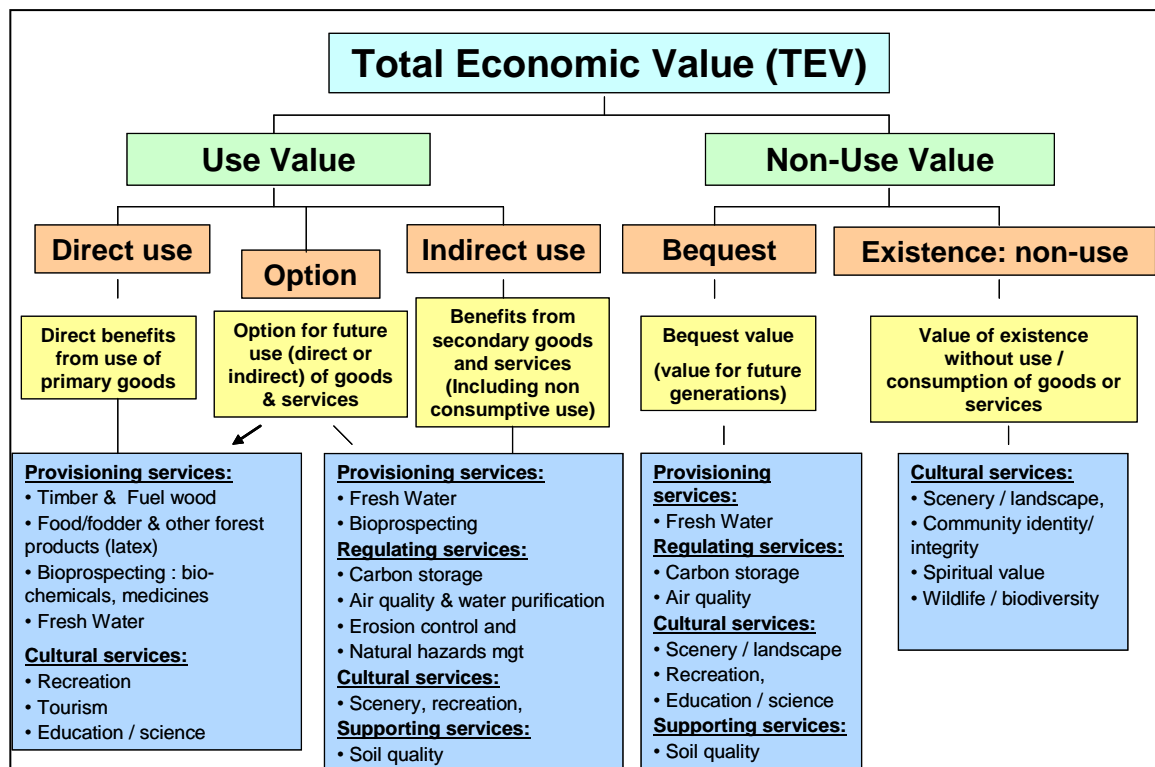 Total Economic Value (TEV)
Use Value
Non-Use Value
Direct use
Option
Indirect use
Bequest
Existence: non-use
Direct benefits
from use of
primary goods
Option for future
use (direct or
indirect) of goods
& services
Benefits from
secondary goods
and services
(Including non
consumptive use)
Bequest value
(value for future
generations)
Value of existence
without use /
consumption of goods or
services
Provisioning services:
• Timber & Fuel wood
• Food/fodder & other forest
products (latex)
• Bioprospecting : bio-
chemicals, medicines
• Fresh Water
Cultural services:
• Recreation
• Tourism
• Education / science
Provisioning services:
• Fresh Water
• Bioprospecting
Regulating services:
• Carbon storage
• Air quality & water purification
• Erosion control and
• Natural hazards mgt
Cultural services:
• Scenery, recreation,
Supporting services:
• Soil quality
Provisioning
services:
• Fresh Water
Regulating services:
• Carbon storage
• Air quality
Cultural services:
• Scenery / landscape
• Recreation,
• Education / science
Supporting services:
• Soil quality
Cultural services:
• Scenery / landscape,
• Community identity/
integrity
• Spiritual value
• Wildlife / biodiversity